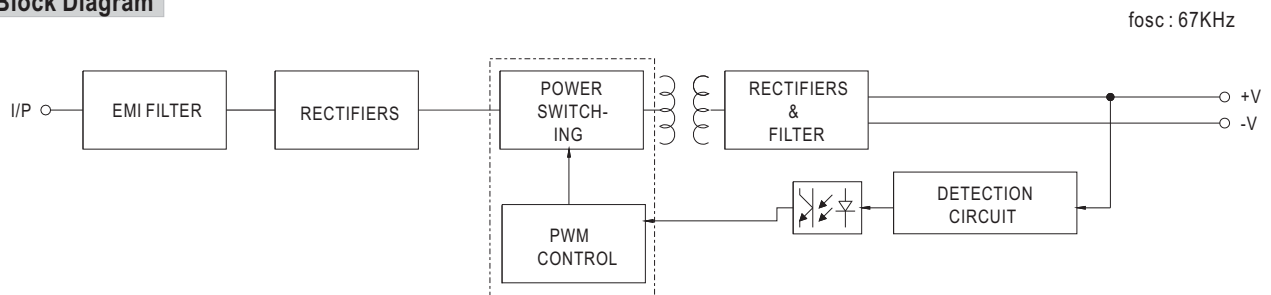 Block Diagram
fosc : 67KHz
I/P
EMI FILTER
RECTIFIERS
POWER
SWITCH-
ING
RECTIFIERS
&
FILTER
+V
-V
DETECTION
CIRCUIT
PWM
CONTROL